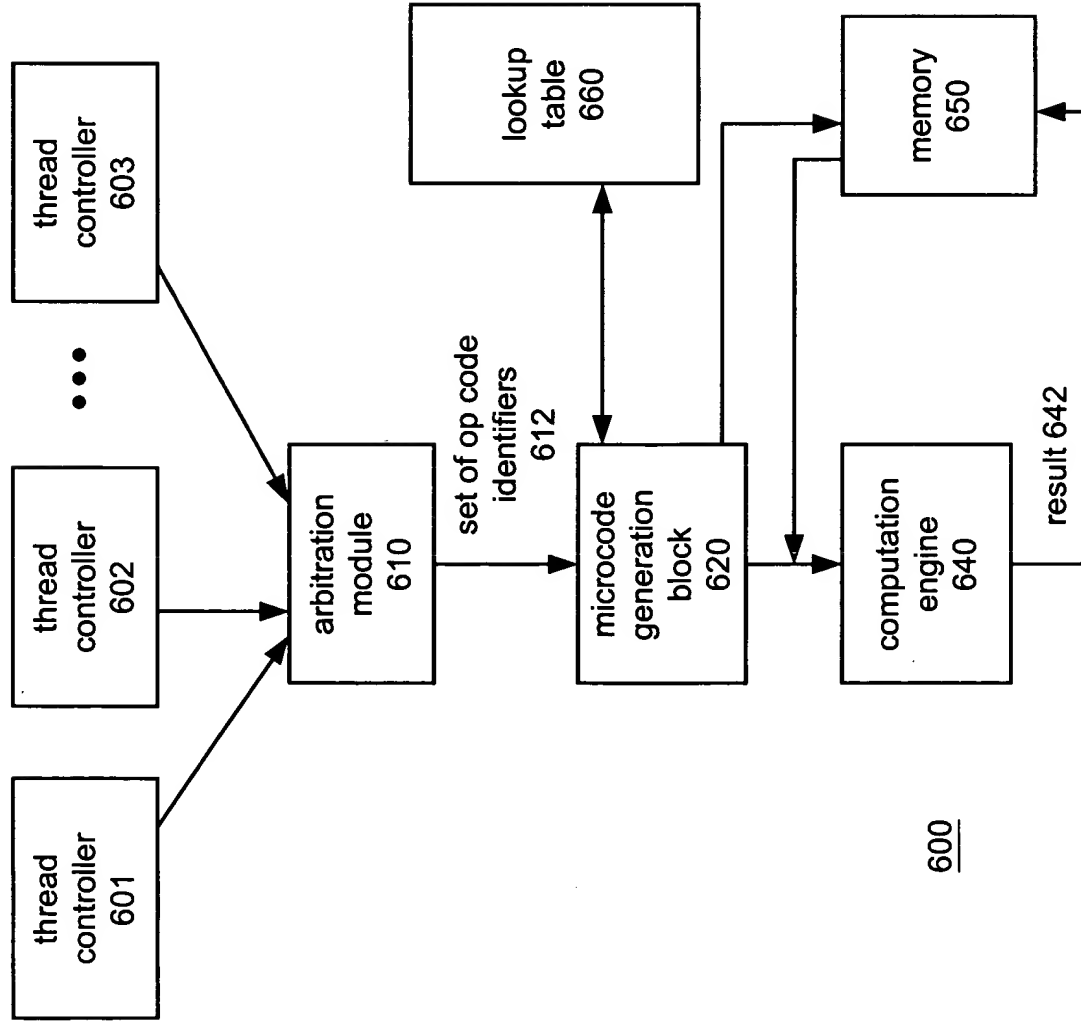 thread
controller
601
thread
controller
602
thread
controller
603
arbitration
module
610
set of op code
identifiers
612
microcode
generation
block
620
lookup
table
660
computation
engine
640
memory
650
result 642
600